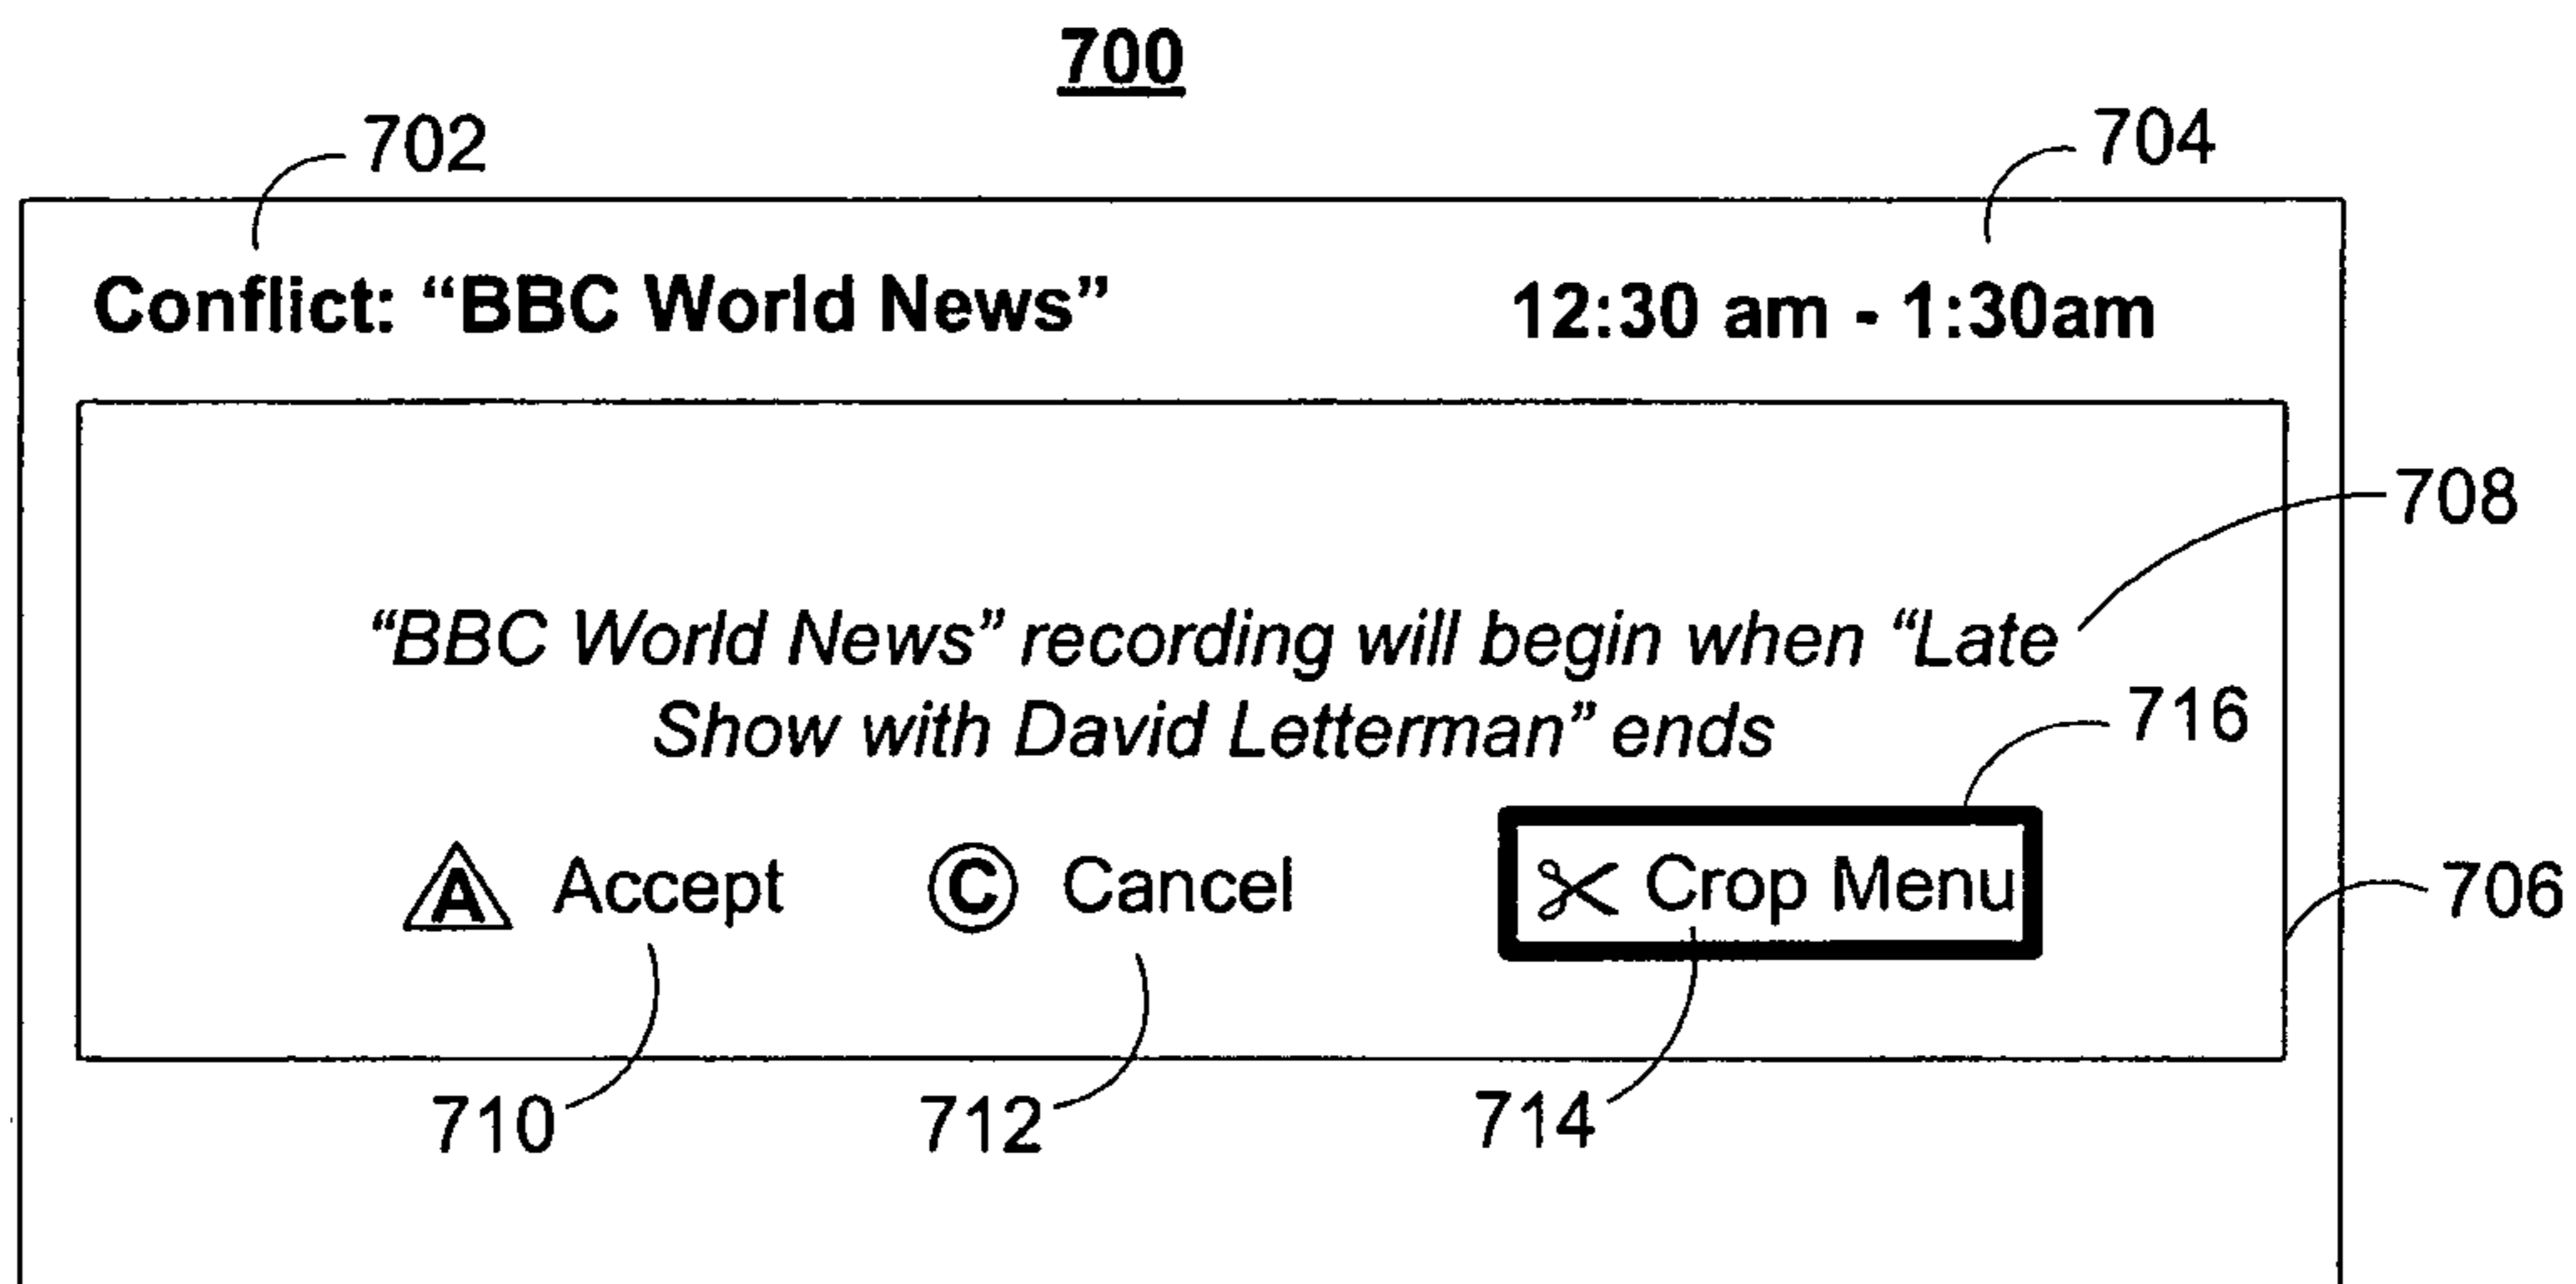 700
702
704
Conflict: “BBC World News” 12:30 am - 1:30am
708
“BBC World News” recording will begin when “Late
Show with David Letterman” ends
716
A Accept C Cancel Crop Menu
706
710 712 714